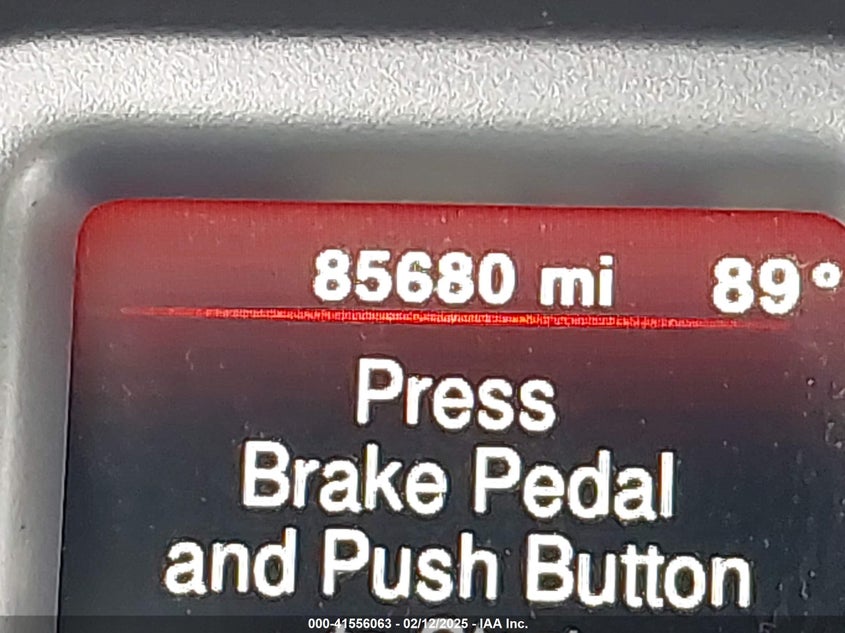 85680 mi 89°
Press
Brake Pedal
and Push Button
000-41556063 - 02/12/2025 - IAA Inc.